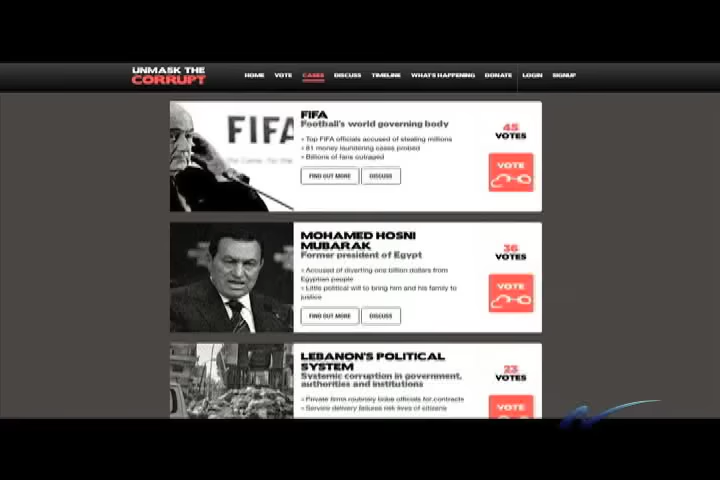 UNMASK THE
CORRUPT
HOME VOTE CASES DISCUSS TIMELINE WHAT'S HAPPENING DONATE LOGIN SIGNUP
FIFA
FIFA
Football's world governing body
• Top FIFA officials accused of stealing millions
• 81 money laundering cases probed
• Billions of fans outraged
FIND OUT MORE DISCUSS
45
VOTES
VOTE
MOHAMED HOSNI
MUBARAK
Former president of Egypt
• Accused of diverting one billion dollars from
Egyptian people
• Little political will to bring him and his family to
justice
FIND OUT MORE DISCUSS
36
VOTES
VOTE
LEBANON'S POLITICAL
SYSTEM
Systemic corruption in government,
authorities and institutions
• Private firms routinely bribe officials for contracts
• Service delivery failures risk lives of citizens
23
VOTES
VOTE